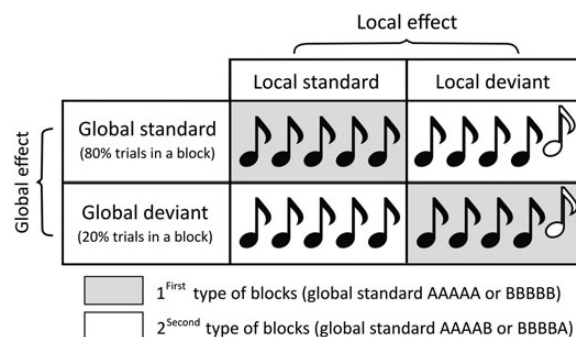 Local effect
Local standard
Local deviant
Global effect
Global standard
(80% trials in a block)
Global deviant
(20% trials in a block)
1First type of blocks (global standard AAAAA or BBBBB)
2Second type of blocks (global standard AAAAB or BBBBA)